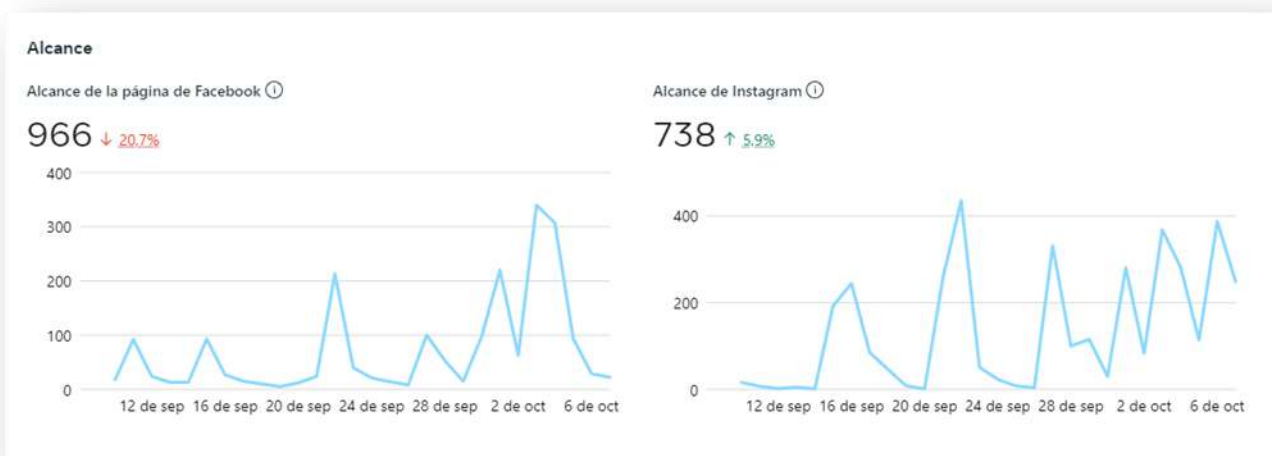 Alcance
Alcance de la página de Facebook
966 ↓ 20,7%
400
300
200
100
0
12 de sep 16 de sep 20 de sep 24 de sep 28 de sep 2 de oct 6 de oct
Alcance de Instagram
738 ↑ 5,9%
400
200
0
12 de sep 16 de sep 20 de sep 24 de sep 28 de sep 2 de oct 6 de oct